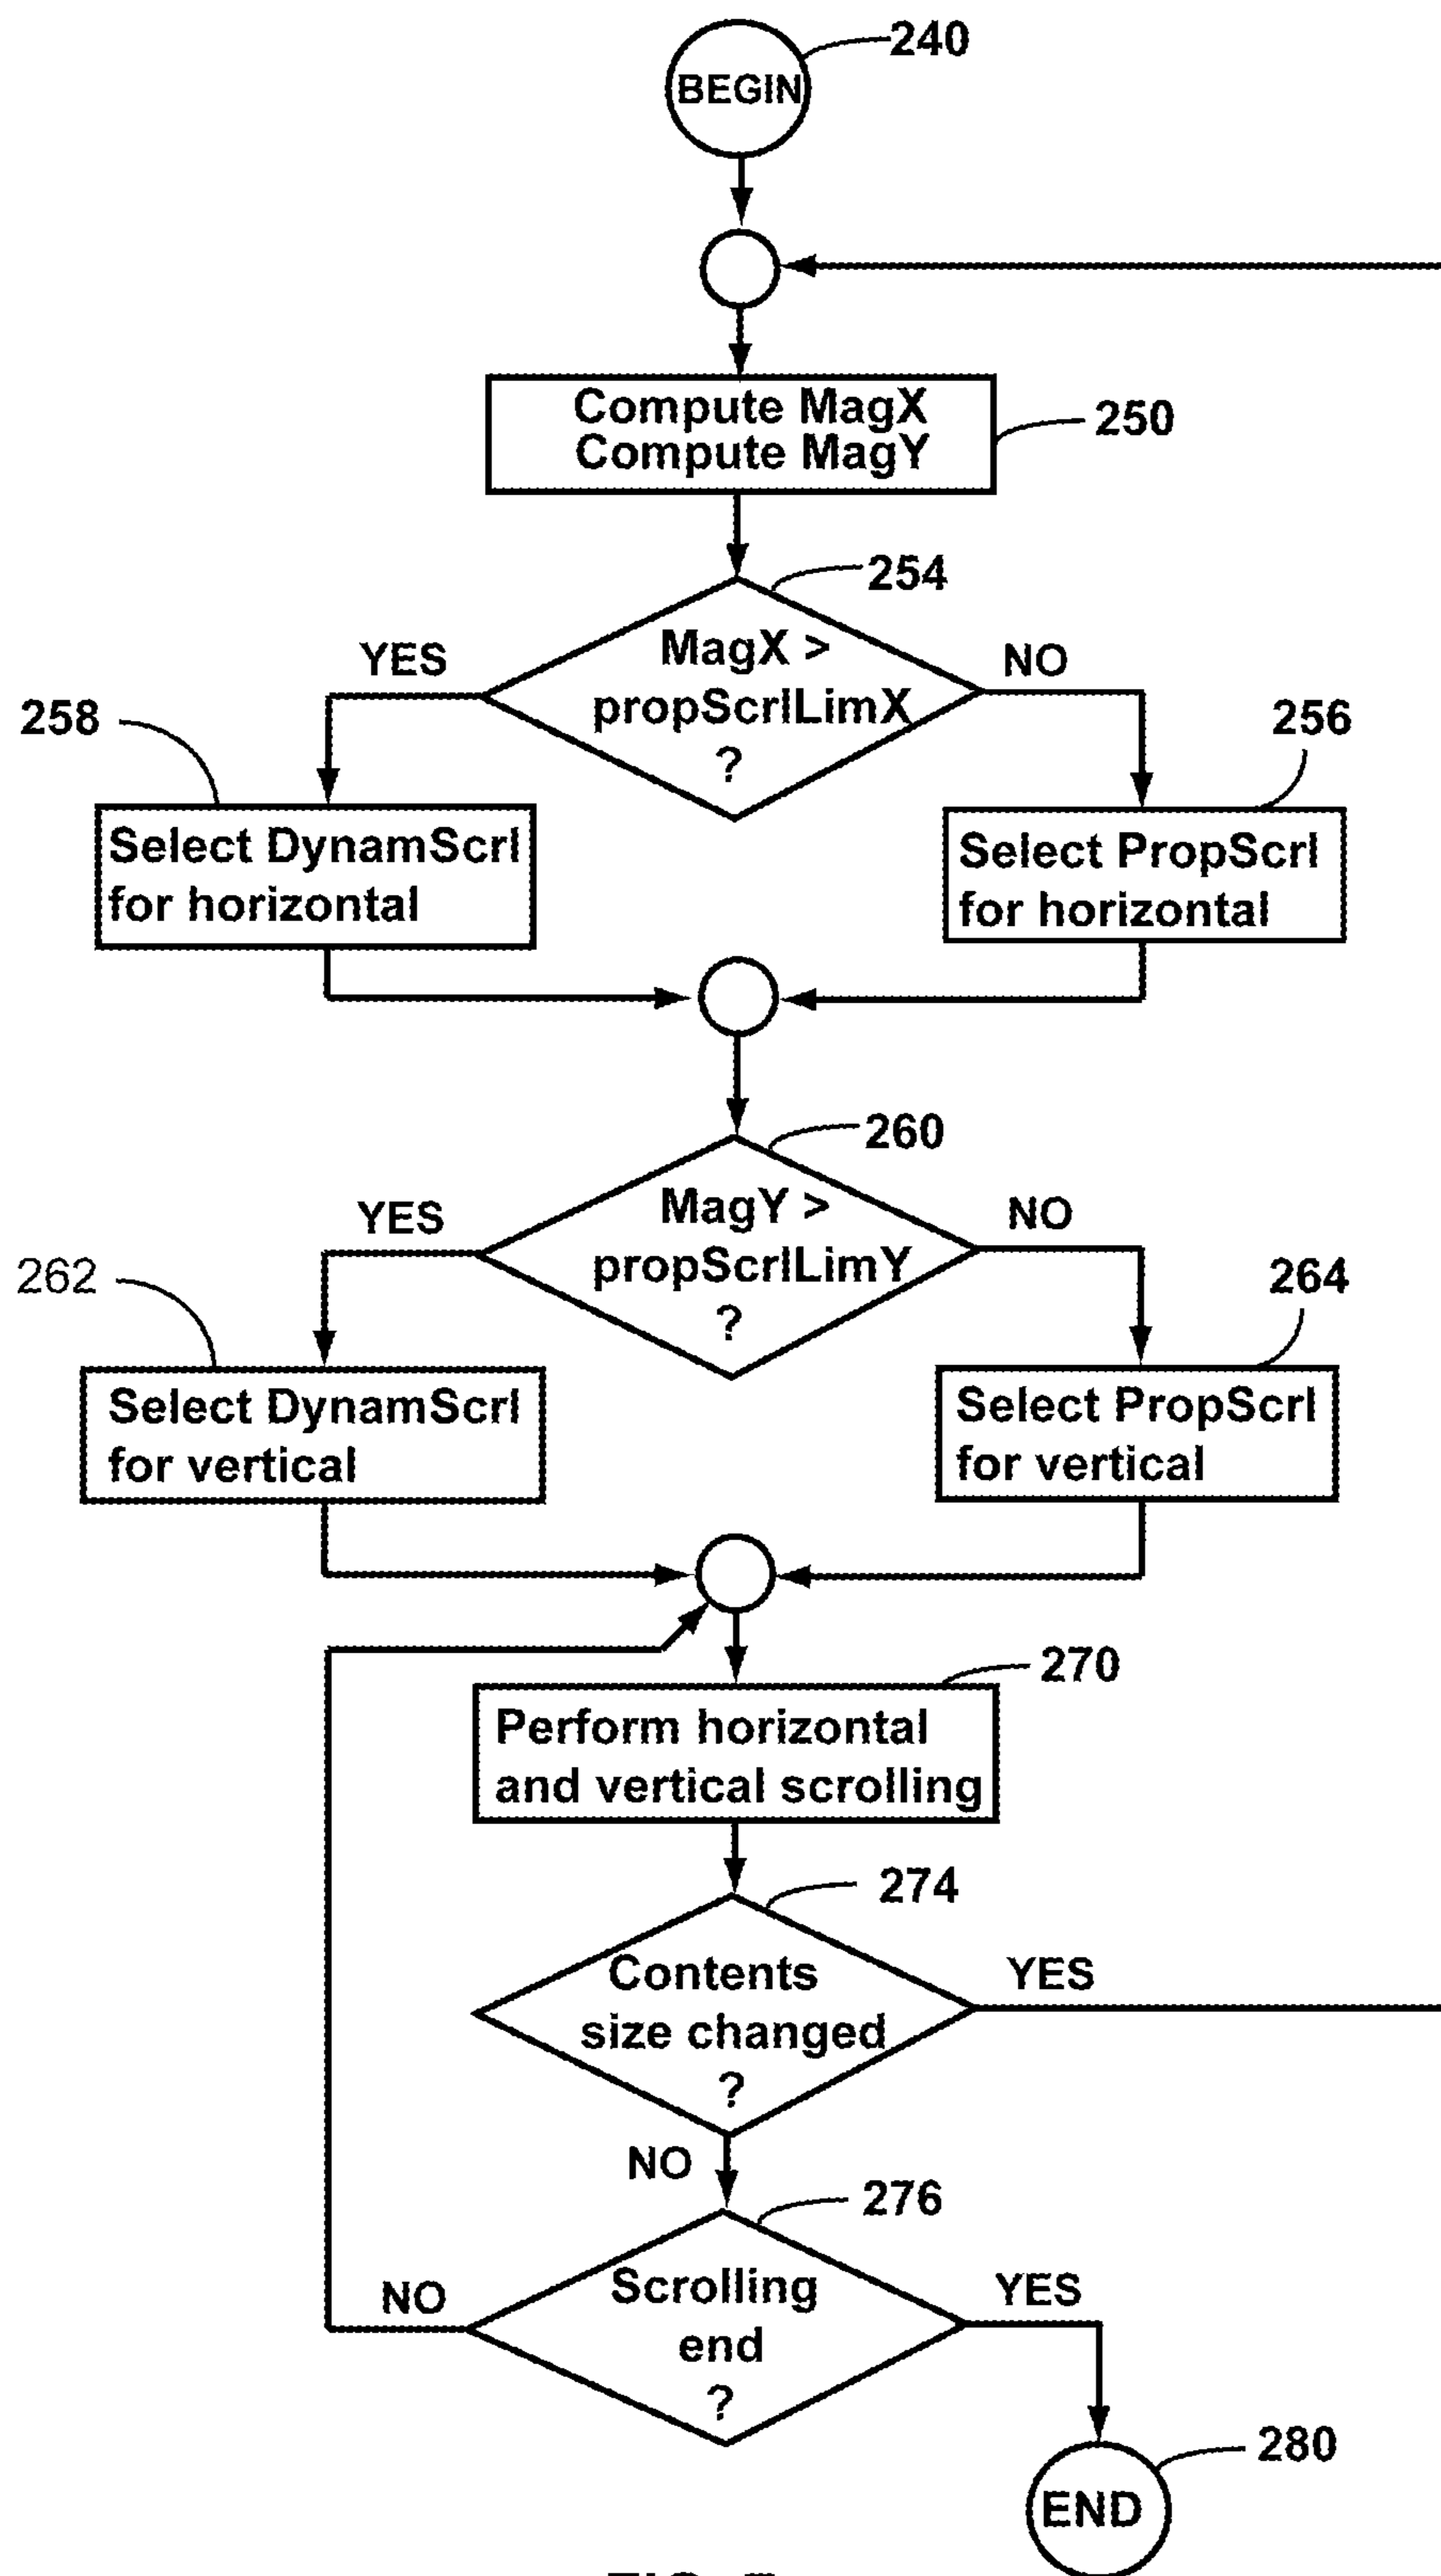 240
BEGIN
Compute MagX
Compute MagY
250
254
MagX >
propScrlLimX
?
YES
NO
258
256
Select DynamScrl
for horizontal
Select PropScrl
for horizontal
260
MagY >
propScrlLimY
?
YES
NO
262
264
Select DynamScrl
for vertical
Select PropScrl
for vertical
270
Perform horizontal
and vertical scrolling
274
Contents
size changed
?
YES
NO
276
Scrolling
end
?
NO
YES
280
END